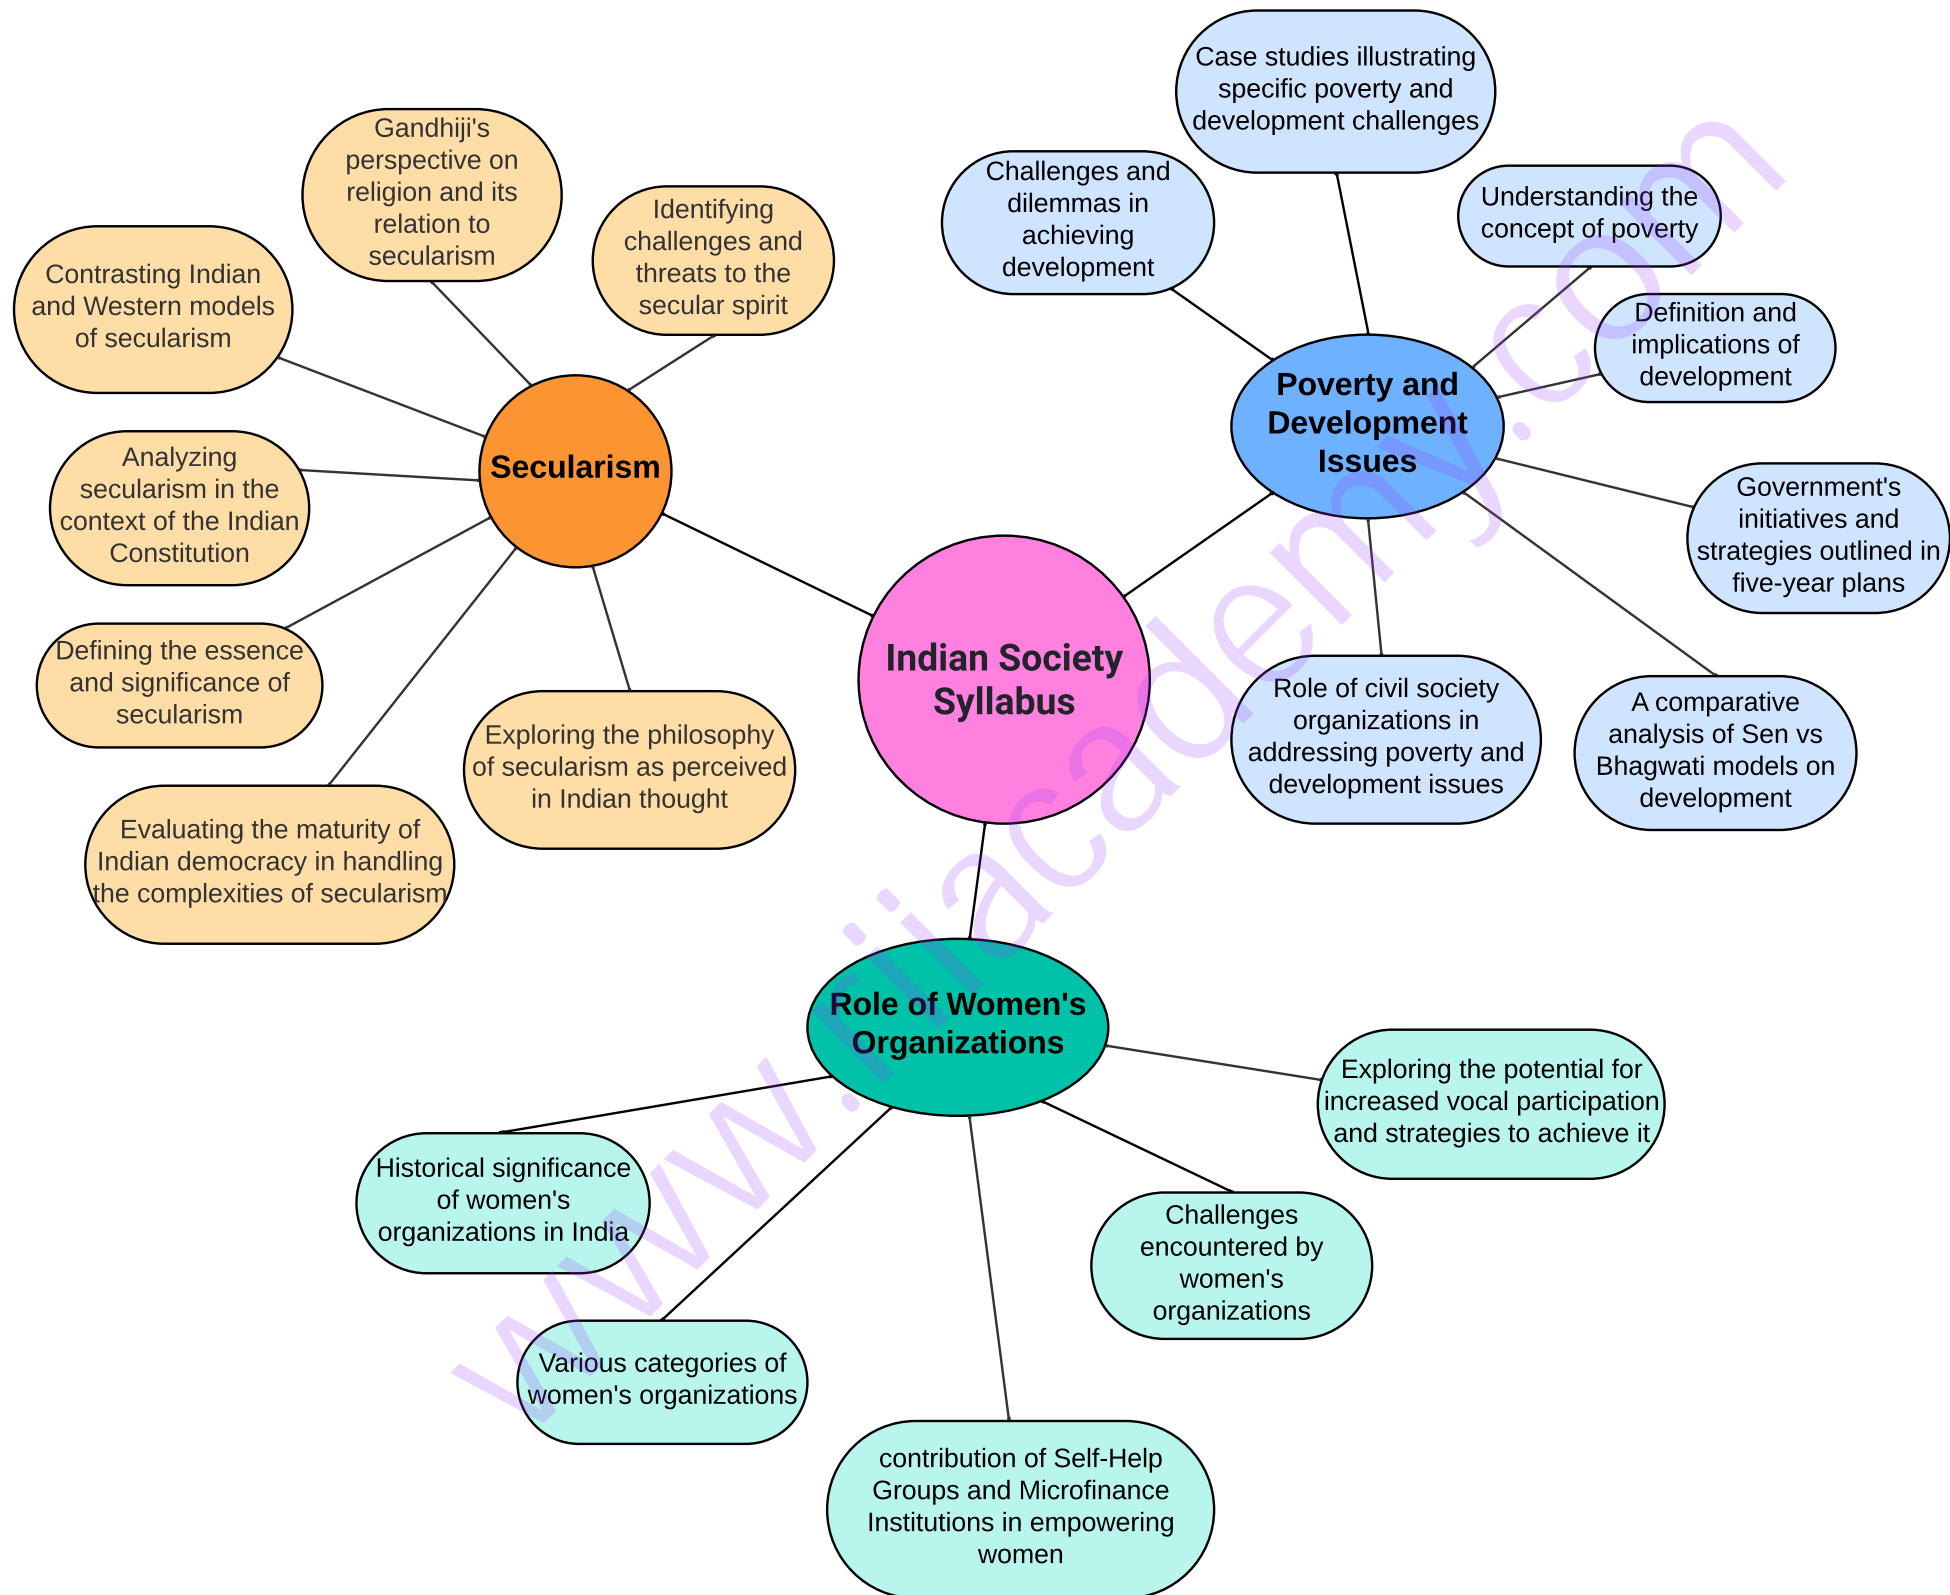 Indian Society
Syllabus
Secularism
Gandhiji's
perspective on
religion and its
relation to
secularism
Identifying
challenges and
threats to the
secular spirit
Contrasting Indian
and Western models
of secularism
Analyzing
secularism in the
context of the Indian
Constitution
Defining the essence
and significance of
secularism
Evaluating the maturity of
Indian democracy in handling
the complexities of secularism
Exploring the philosophy
of secularism as perceived
in Indian thought
Poverty and
Development
Issues
Case studies illustrating
specific poverty and
development challenges
Challenges and
dilemmas in
achieving
development
Understanding the
concept of poverty
Definition and
implications of
development
Government's
initiatives and
strategies outlined in
five-year plans
A comparative
analysis of Sen vs
Bhagwati models on
development
Role of civil society
organizations in
addressing poverty and
development issues
Role of Women's
Organizations
Historical significance
of women's
organizations in India
Various categories of
women's organizations
contribution of Self-Help
Groups and Microfinance
Institutions in empowering
women
Challenges
encountered by
women's
organizations
Exploring the potential for
increased vocal participation
and strategies to achieve it